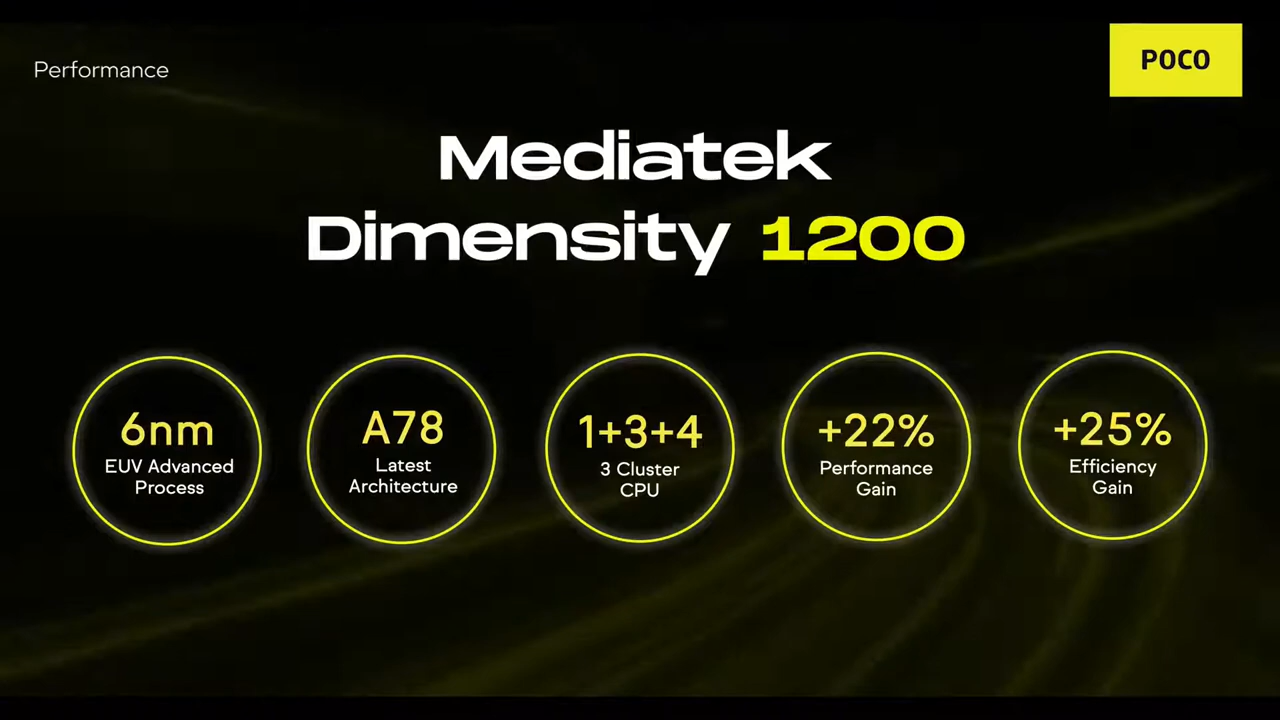 Performance
POCO
Mediatek
Dimensity 1200
6nm
EUV Advanced
Process
A78
Latest
Architecture
1+3+4
3 Cluster
CPU
+22%
Performance
Gain
+25%
Efficiency
Gain